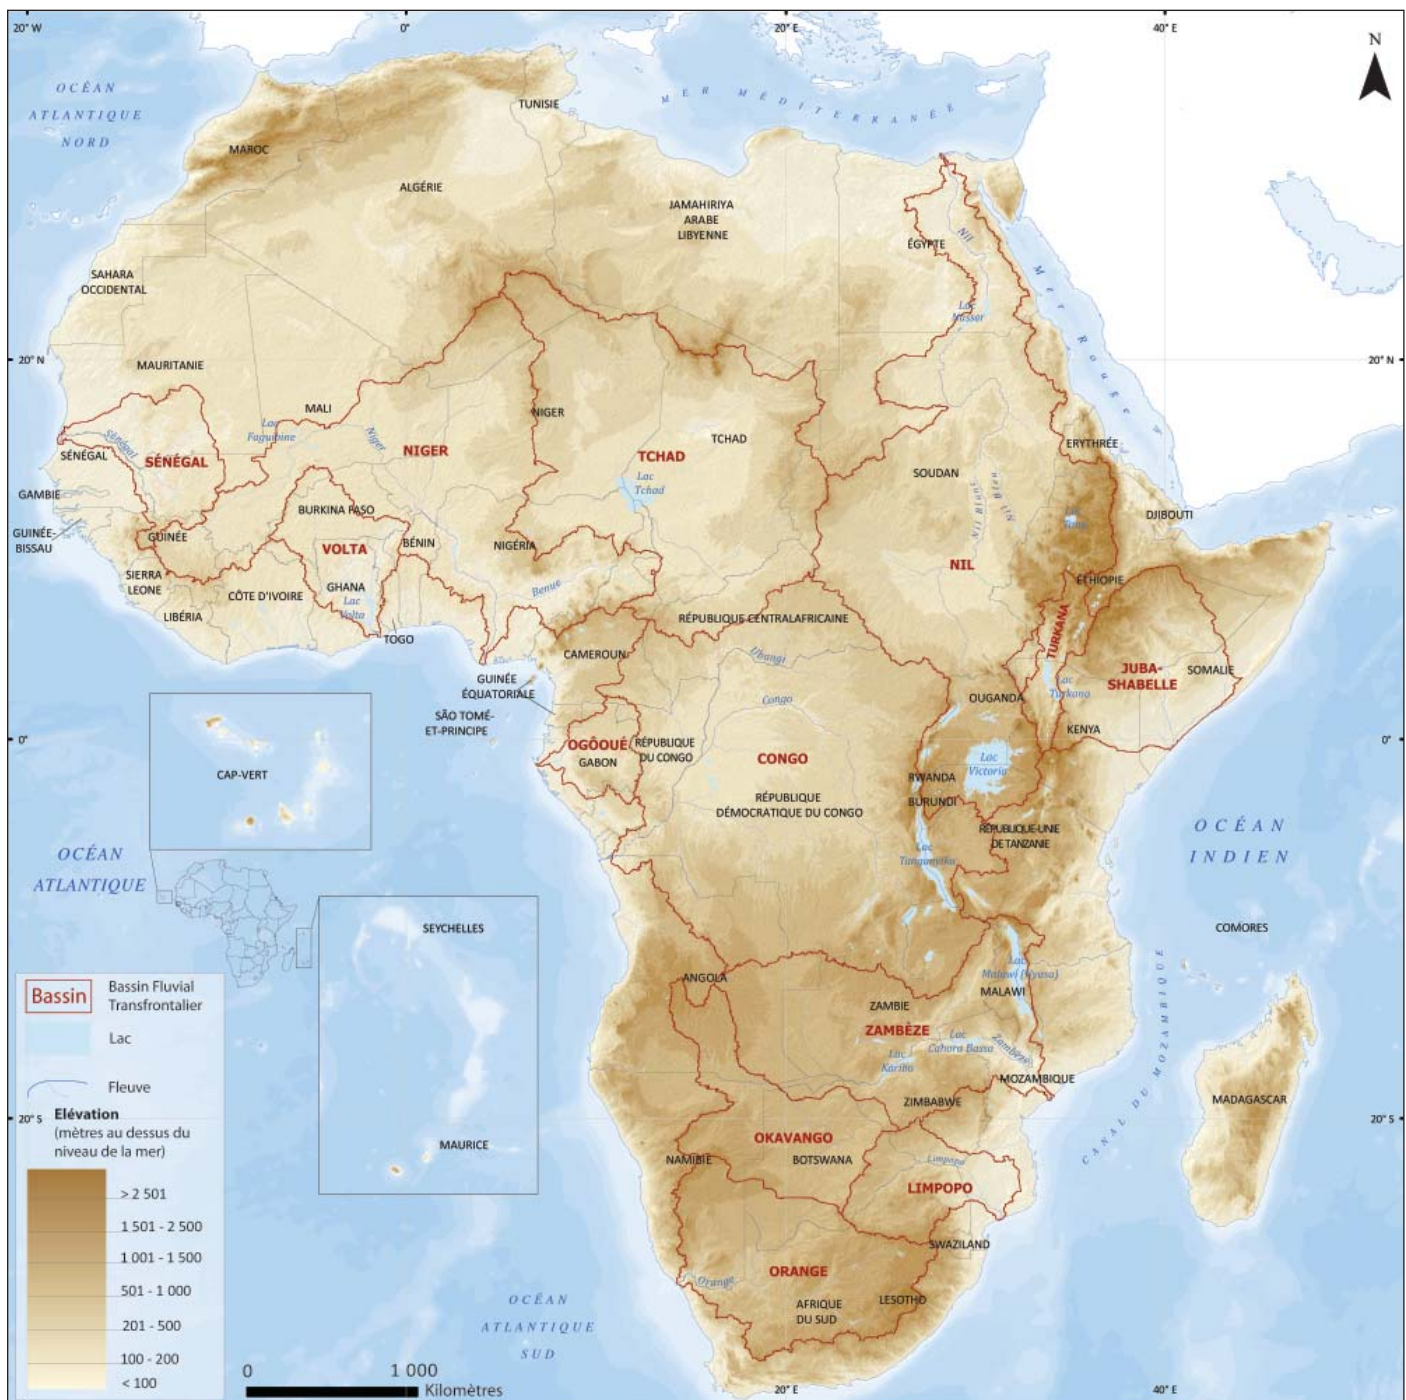 20° W
0°
20° E
40° E
N
OCÉAN
ATLANTIQUE
NORD
MER MÉDITERRANÉE
TUNISIE
MAROC
ALGÉRIE
JAMAHIRIYA
ARABE
LIBYENNE
ÉGYPTE
Nil
Mer Rouge
SAHARA
OCCIDENTAL
Lac
Nasser
20° N
20° N
MAURITANIE
MALI
NIGER
Lac
Faguibine
Niger
TCHAD
ERYTHRÉE
Sénégal
SÉNÉGAL
SÉNÉGAL
NIGER
TCHAD
SOUDAN
Lac
Tchad
Nil Blanc
Nil Bleu
GAMBIE
BURKINA FASO
Lac
Tana
DJIBOUTI
GUINÉE-
BISSAU
GUINÉE
VOLTA
BÉNIN
NIGÉRIA
NIL
SIERRA
LEONE
GHANA
Benue
ÉTHIOPIE
CÔTE D'IVOIRE
Lac
Volta
LIBÉRIA
TOGO
RÉPUBLIQUE CENTRALAFRICAINE
TURKANA
CAMEROUN
Ubangi
JUBA-
SHABELLE
SOMALIE
GUINÉE
ÉQUATORIALE
Lac
Turkana
OUGANDA
Congo
SÃO TOMÉ-
ET-PRINCIPE
KENYA
0°
0°
OGÔOUÉ
GABON
RÉPUBLIQUE
DU CONGO
CONGO
Lac
Victoria
CAP-VERT
RWANDA
RÉPUBLIQUE
DÉMOCRATIQUE DU CONGO
BURUNDI
RÉPUBLIQUE-UNIE
DE TANZANIE
OCÉAN
INDIEN
OCÉAN
ATLANTIQUE
Lac
Tanganyika
SEYCHELLES
COMORES
ANGOLA
Lac
Malawi (Nyasa)
MALAWI
ZAMBIE
ZAMBÈZE
Lac
Cahora Bassa
Zambèze
Lac
Kariba
MOZAMBIQUE
CANAL DU MOZAMBIQUE
MADAGASCAR
ZIMBABWE
20° S
20° S
MAURICE
OKAVANGO
NAMIBIE
BOTSWANA
Limpopo
LIMPOPO
SWAZILAND
ORANGE
Orange
AFRIQUE
DU SUD
LESOTHO
OCÉAN
ATLANTIQUE
SUD
Bassin
Bassin Fluvial
Transfrontalier
Lac
Fleuve
Elévation
(mètres au dessus du
niveau de la mer)
> 2 501
1 501 - 2 500
1 001 - 1 500
501 - 1 000
201 - 500
100 - 200
< 100
0
1 000
Kilomètres
20° E
40° E